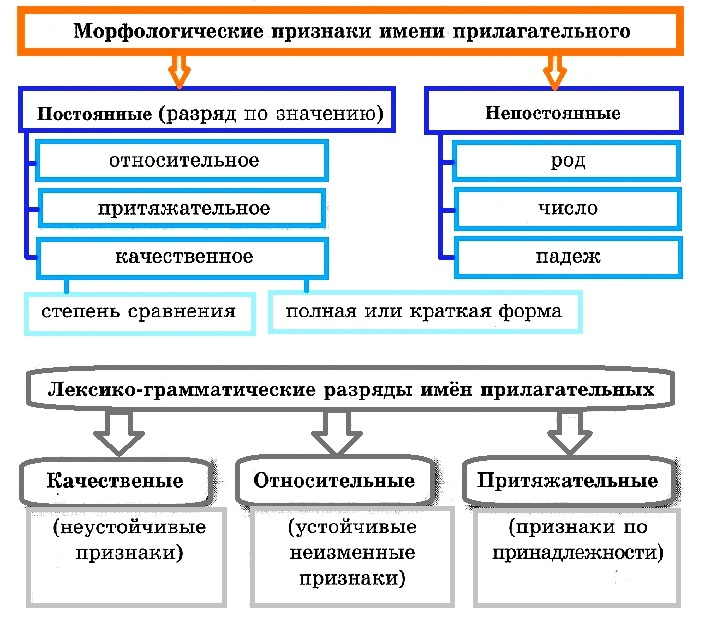 Морфологические признаки имени прилагательного
Постоянные (разряд по значению)
относительное
притяжательное
качественное
степень сравнения
полная или краткая форма
Непостоянные
род
число
падеж
Лексико-грамматические разряды имён прилагательных
Качественые
(неустойчивые
признаки)
Относительные
(устойчивые
неизменные
признаки)
Притяжательные
(признаки по
принадлежности)